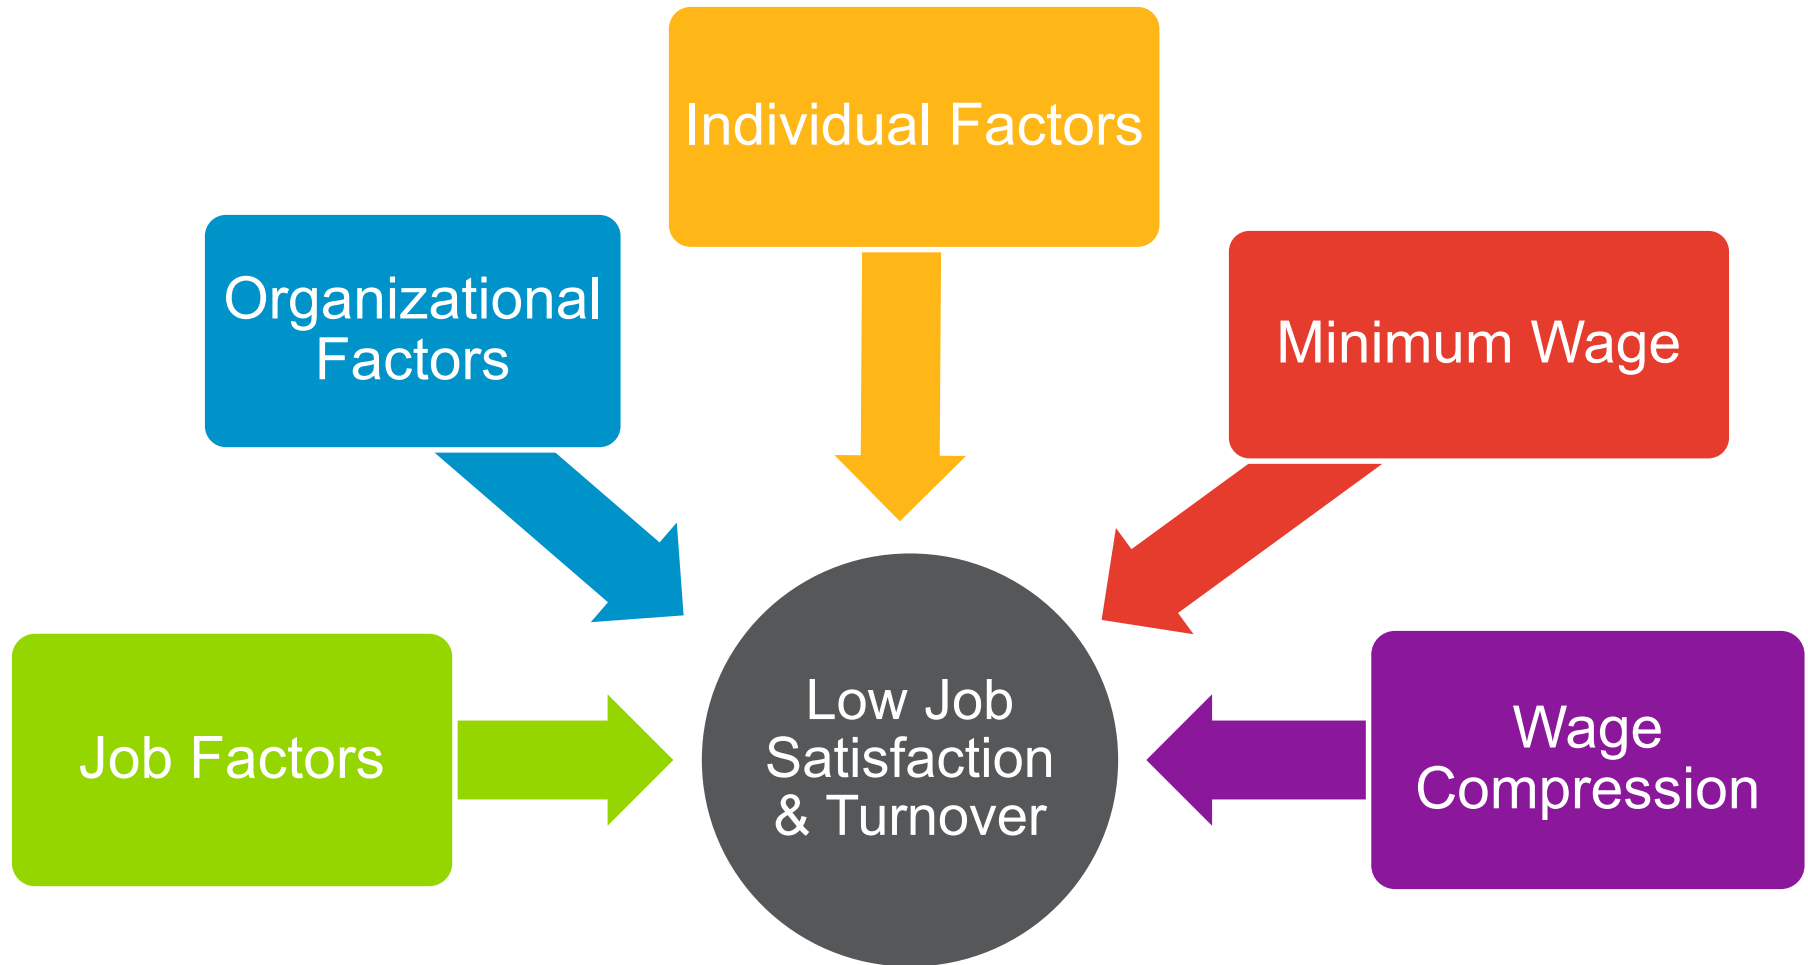 Individual Factors
Organizational
Factors
Minimum Wage
Job Factors
Low Job
Satisfaction
& Turnover
Wage
Compression